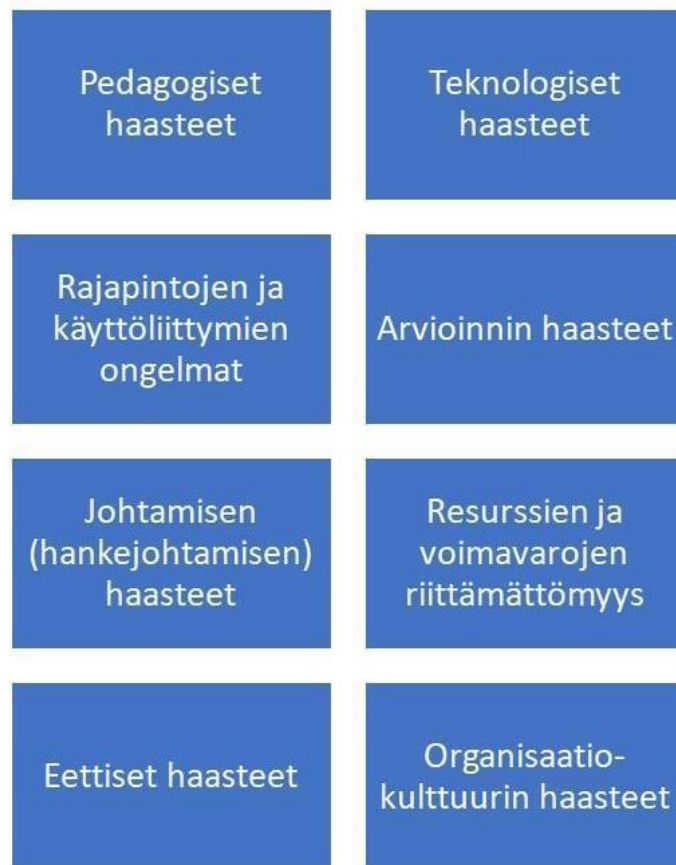 Pedagogiset
haasteet
Teknologiset
haasteet
Rajapintojen ja
käyttöliittymien
ongelmat
Arvioinnin haasteet
Johtamisen
(hankejohtamisen)
haasteet
Resurssien ja
voimavarojen
riittämättömyys
Eettiset haasteet
Organisaatio-
kulttuurin haasteet